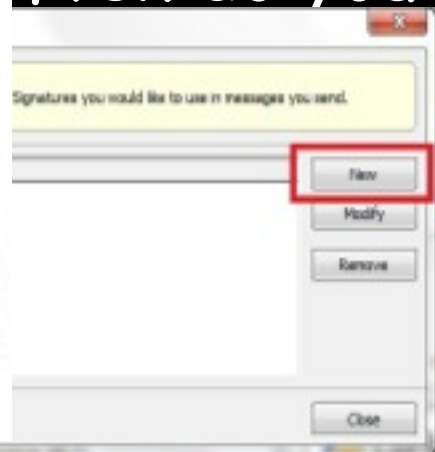 Signatures you would like to use in messages you send.
New
Modify
Remove
Close